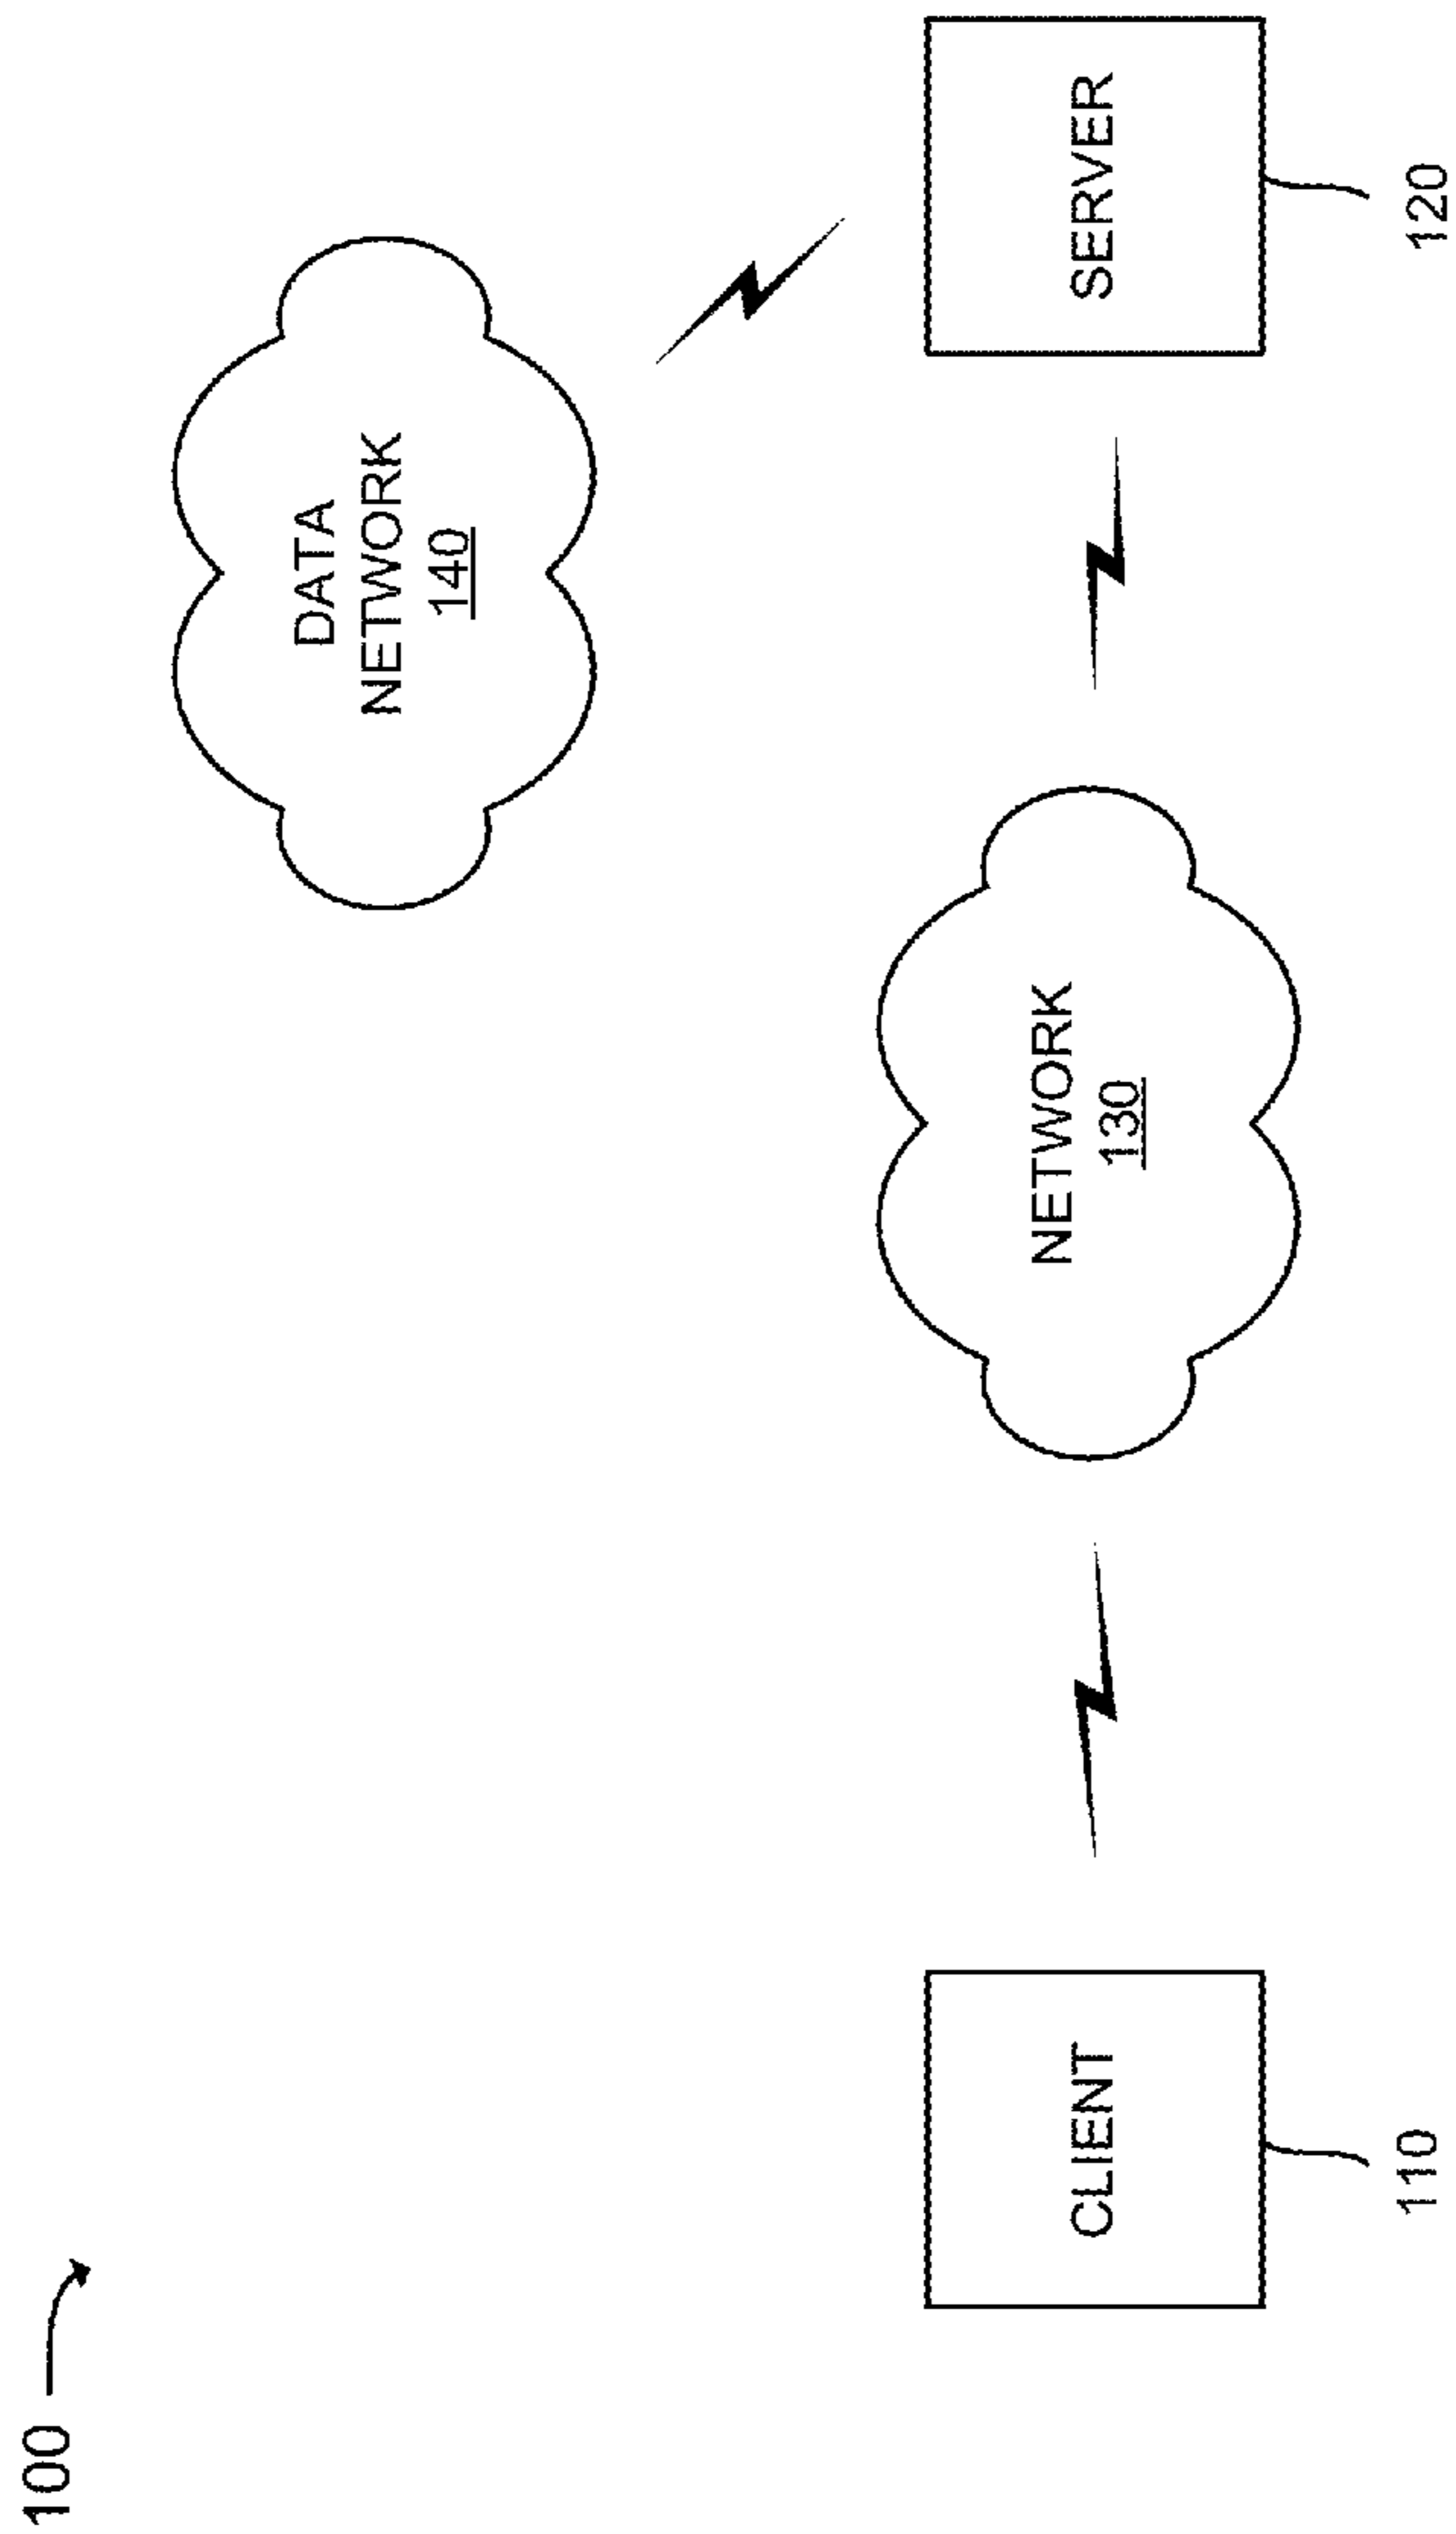 100
DATA
NETWORK
140
CLIENT
110
NETWORK
130
SERVER
120